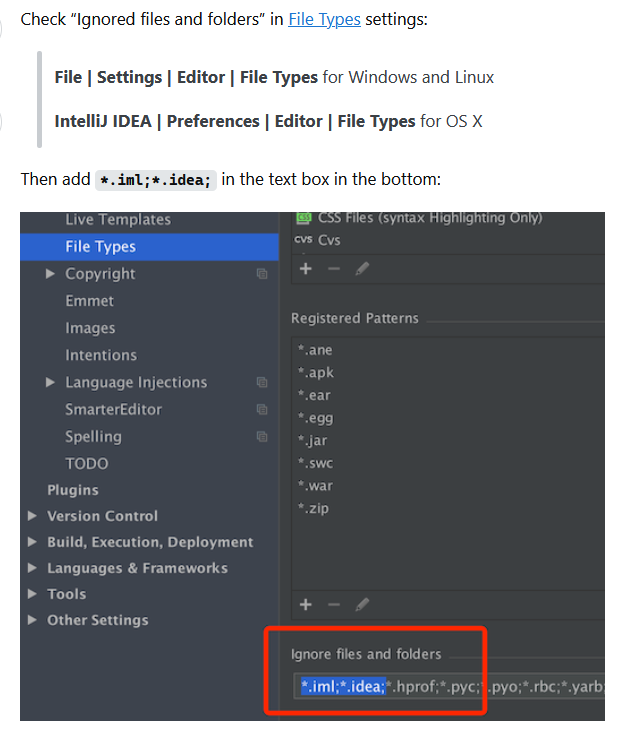 Check “Ignored files and folders” in File Types settings:
File | Settings | Editor | File Types for Windows and Linux
IntelliJ IDEA | Preferences | Editor | File Types for OS X
Then add *.iml;*.idea; in the text box in the bottom:
Live Templates
File Types
Copyright
Emmet
Images
Intentions
Language Injections
SmarterEditor
Spelling
TODO
Plugins
Version Control
Build, Execution, Deployment
Languages & Frameworks
Tools
Other Settings
CSS CSS Files (syntax Highlighting Only)
CVS Cvs
Registered Patterns
*.ane
*.apk
*.ear
*.egg
*.jar
*.swc
*.war
*.zip
Ignore files and folders
*.iml;*.idea;*.hprof;*.pyc;*.pyo;*.rbc;*.yarb;